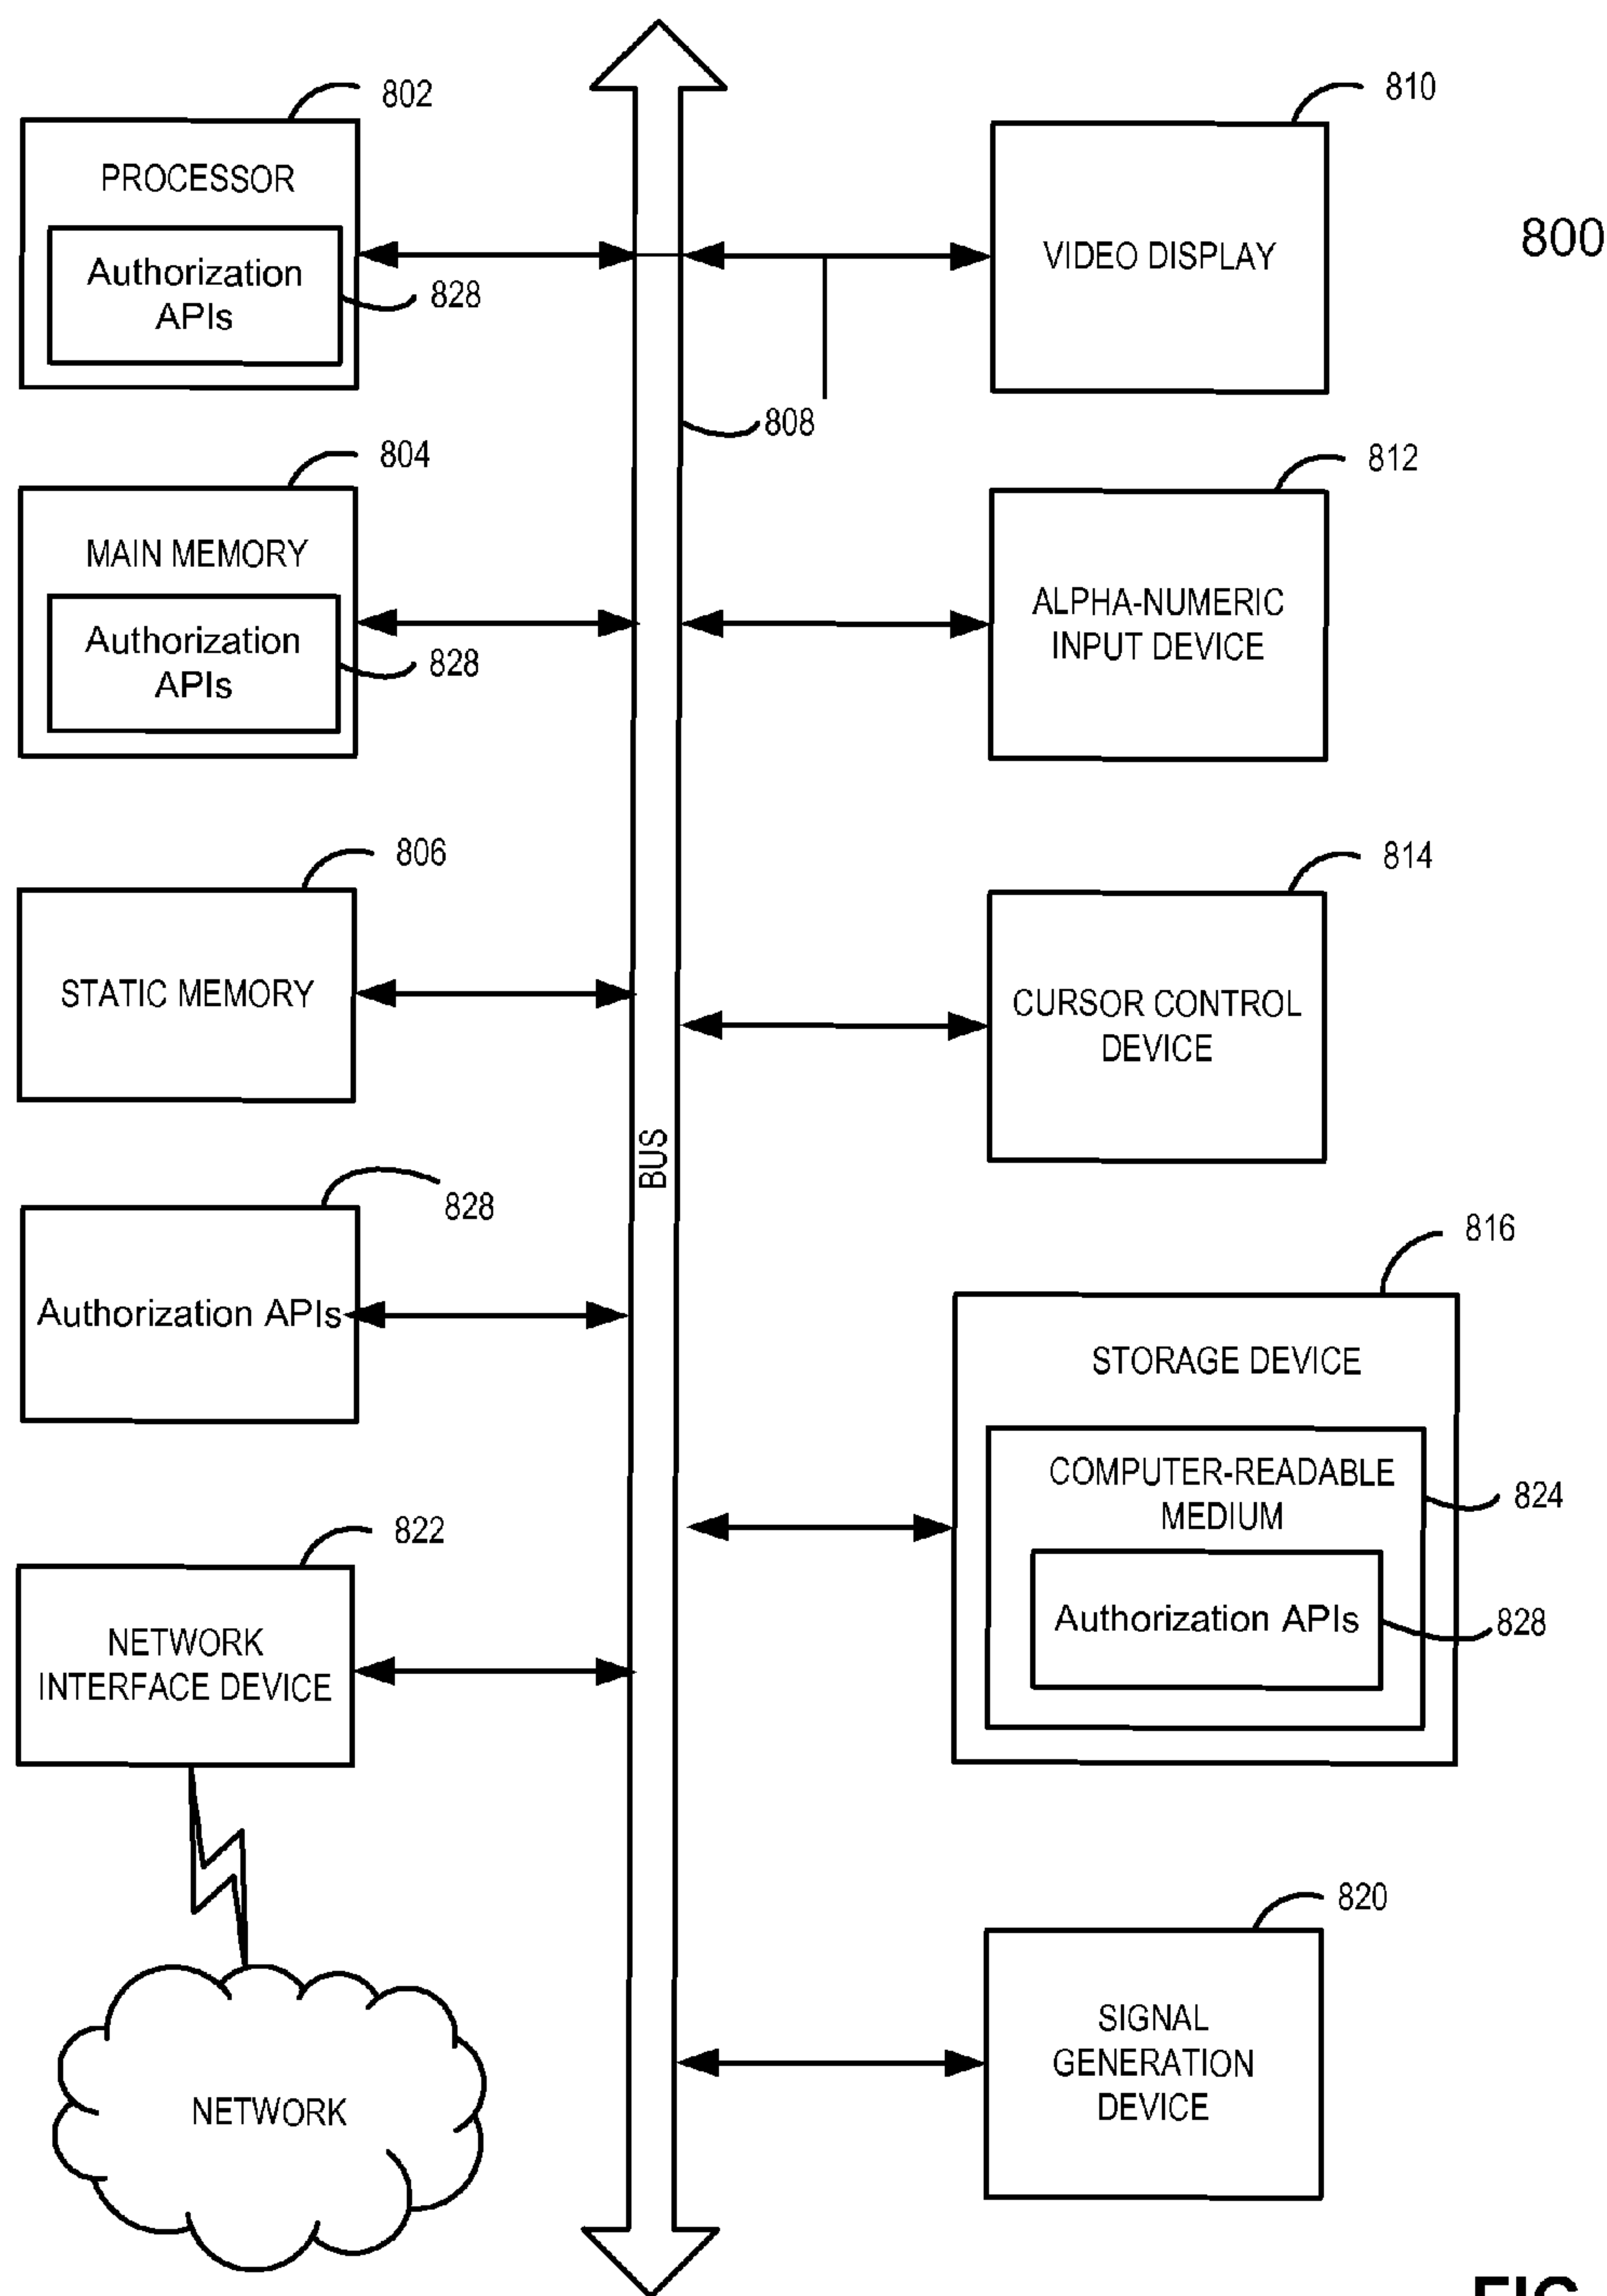 802
PROCESSOR
Authorization
APIs
828
810
VIDEO DISPLAY
800
808
804
MAIN MEMORY
Authorization
APIs
828
812
ALPHA-NUMERIC
INPUT DEVICE
806
STATIC MEMORY
814
CURSOR CONTROL
DEVICE
BUS
828
Authorization APIs
816
STORAGE DEVICE
COMPUTER-READABLE
MEDIUM
824
Authorization APIs
828
822
NETWORK
INTERFACE DEVICE
NETWORK
820
SIGNAL
GENERATION
DEVICE
FIG